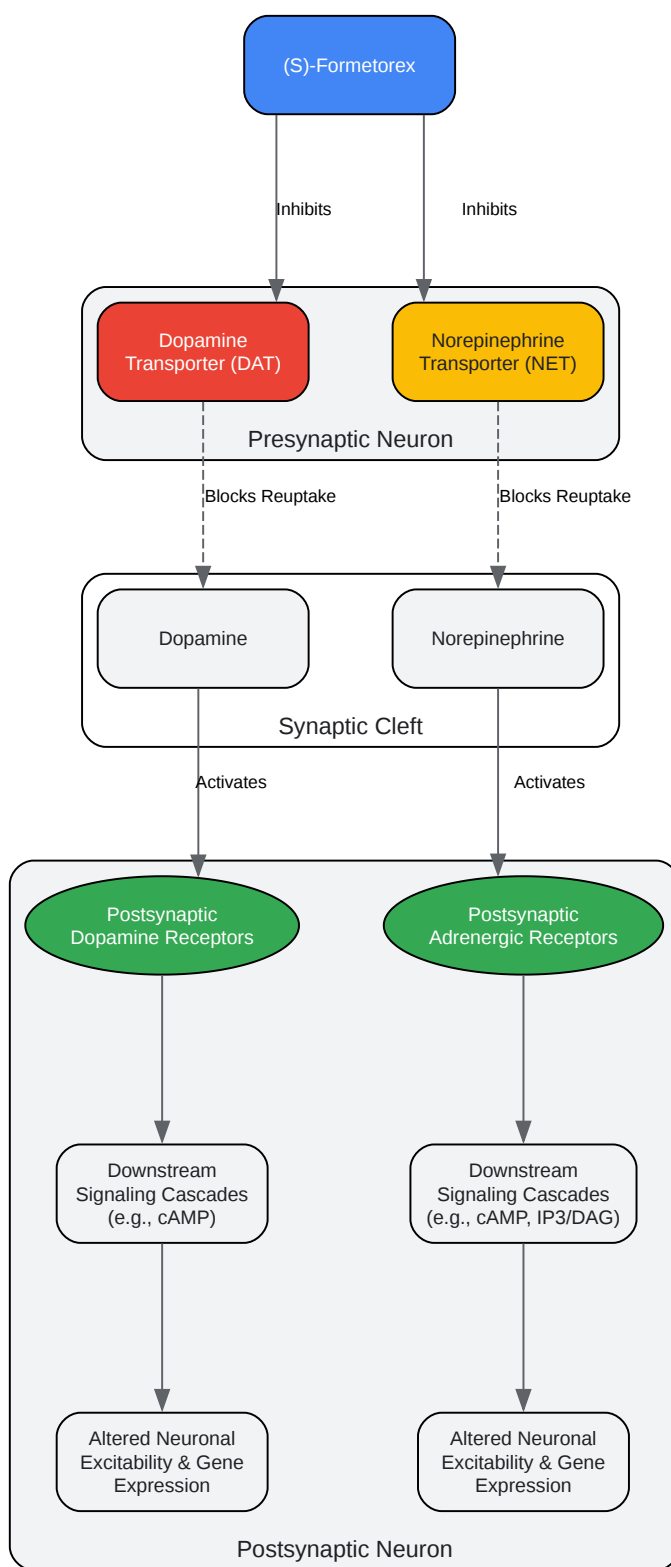 (S)-Formetorex
Inhibits
Inhibits
Dopamine
Transporter (DAT)
Norepinephrine
Transporter (NET)
Presynaptic Neuron
Blocks Reuptake
Blocks Reuptake
Dopamine
Norepinephrine
Synaptic Cleft
Activates
Activates
Postsynaptic
Dopamine Receptors
Postsynaptic
Adrenergic Receptors
Downstream
Signaling Cascades
(e.g., cAMP)
Downstream
Signaling Cascades
(e.g., cAMP, IP3/DAG)
Altered Neuronal
Excitability & Gene
Expression
Altered Neuronal
Excitability & Gene
Expression
Postsynaptic Neuron